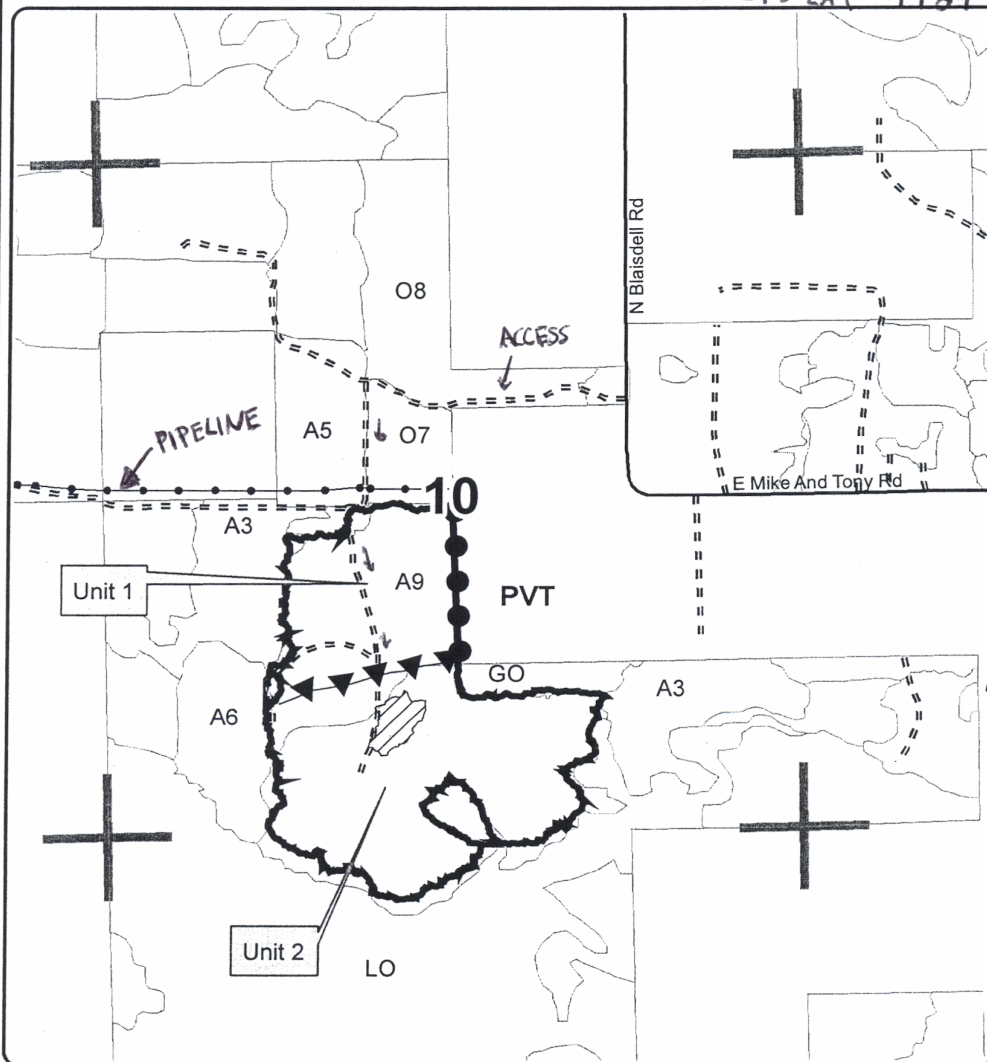 N Blaisdell Rd
O8
ACCESS
PIPELINE
A5
O7
E Mike And Tony Rd
10
A3
Unit 1
A9
PVT
GO
A3
A6
Unit 2
LO